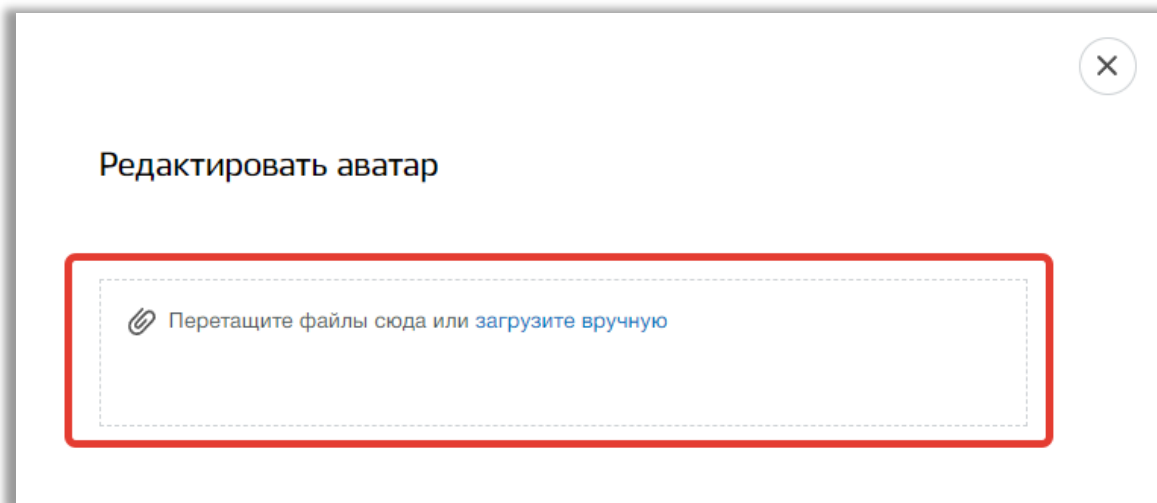 Редактировать аватар
Перетащите файлы сюда или загрузите вручную